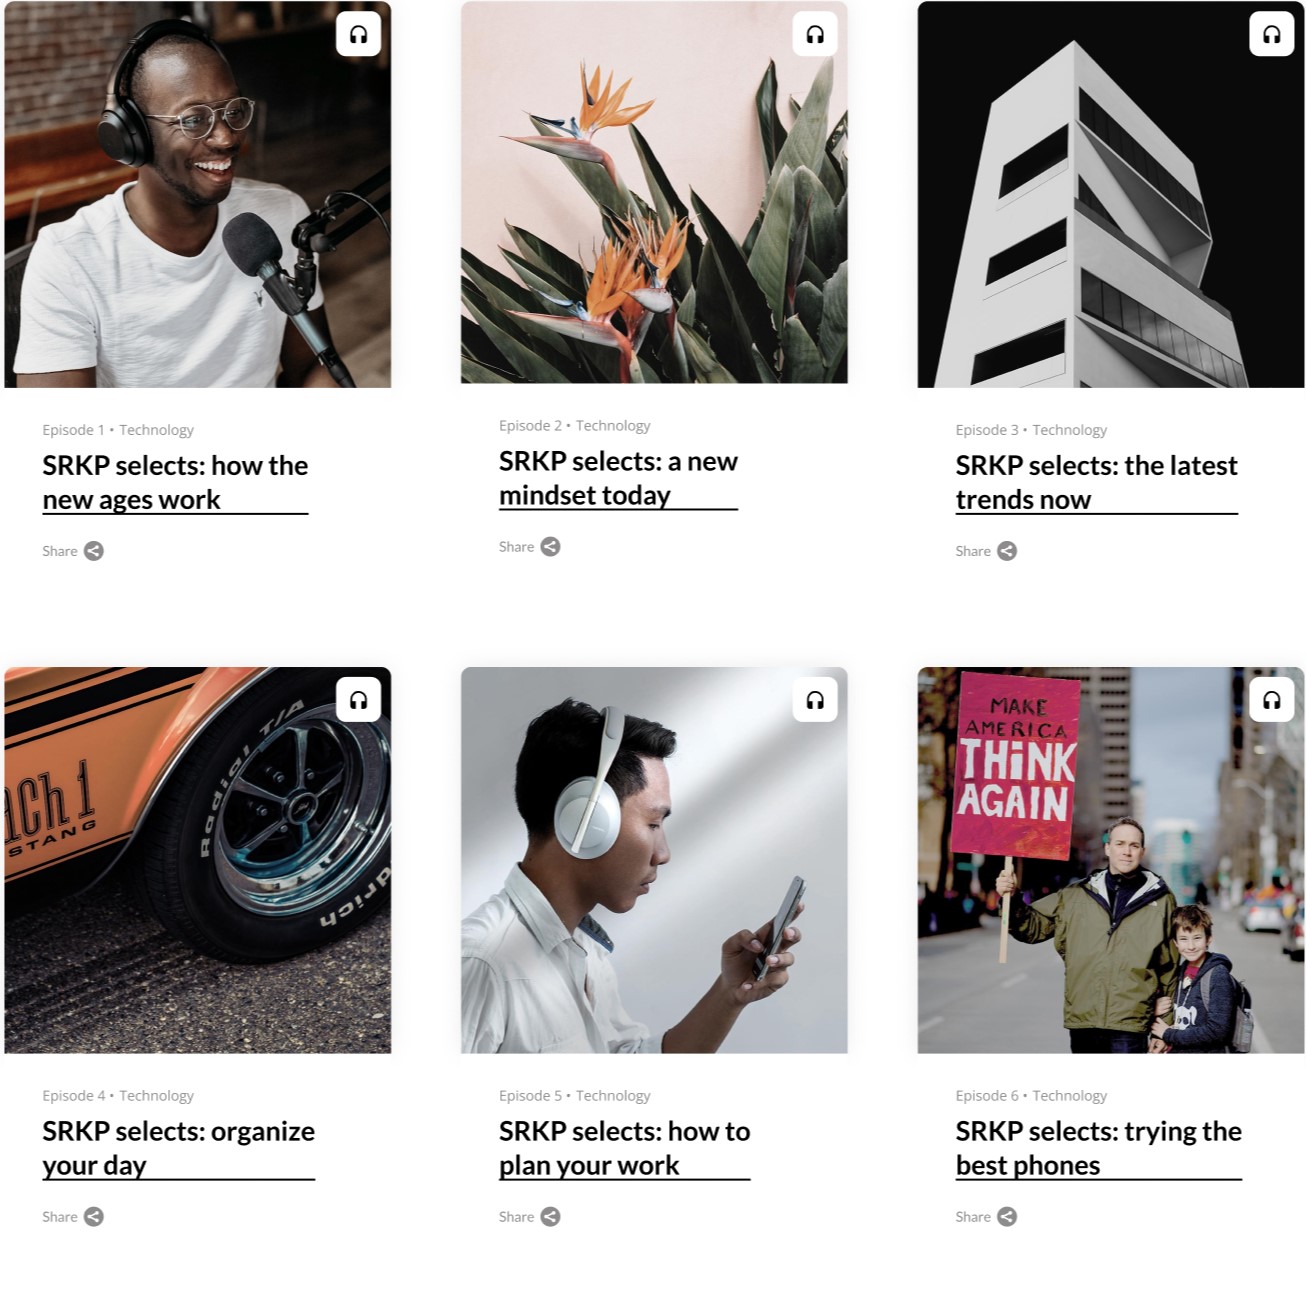 Episode 1 • Technology
SRKP selects: how the
new ages work
Share
Episode 2 • Technology
SRKP selects: a new
mindset today
Share
Episode 3 • Technology
SRKP selects: the latest
trends now
Share
ach 1
STANG
Radial T/A
drich
Episode 4 • Technology
SRKP selects: organize
your day
Share
Episode 5 • Technology
SRKP selects: how to
plan your work
Share
MAKE
AMERICA
THiNK
AGAIN
Episode 6 • Technology
SRKP selects: trying the
best phones
Share